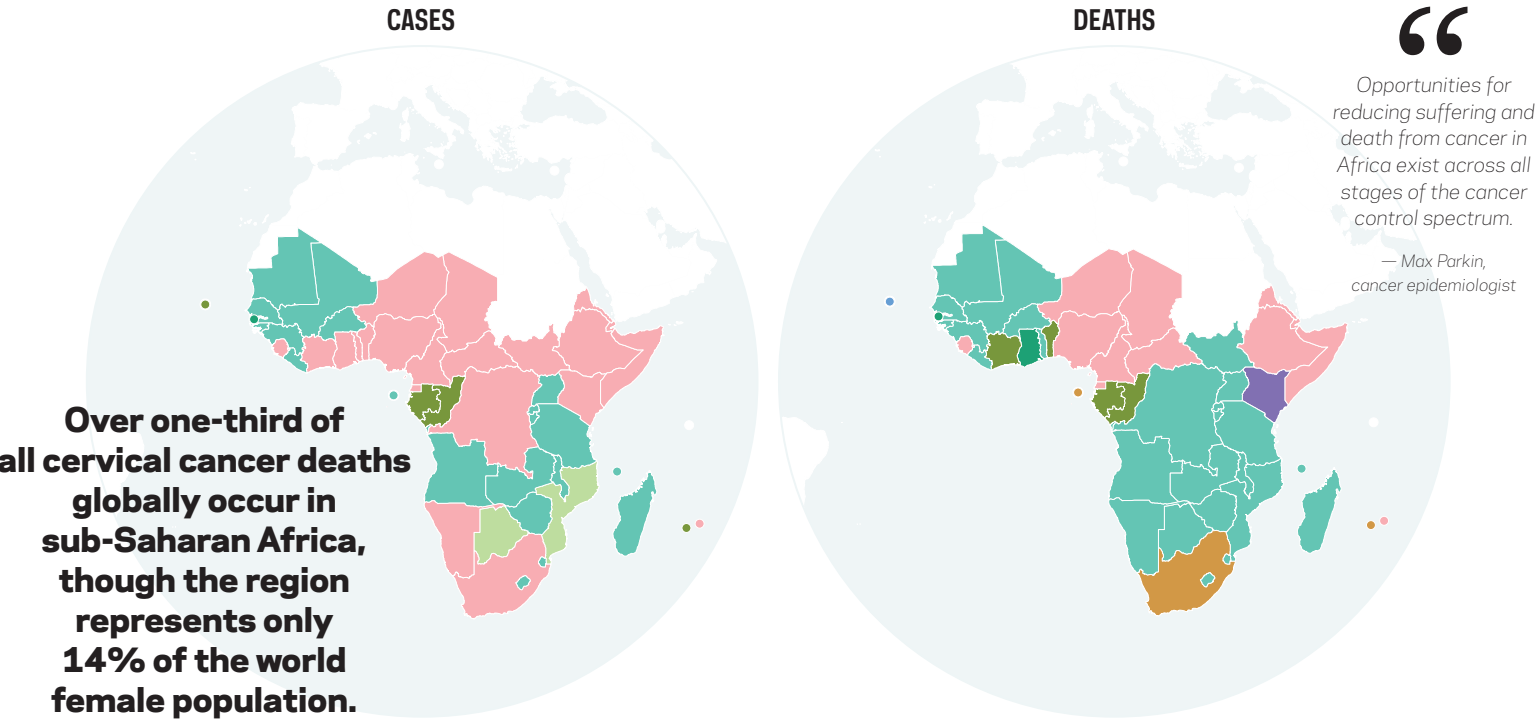 CASES
DEATHS
“
Opportunities for
reducing suffering and
death from cancer in
Africa exist across all
stages of the cancer
control spectrum.
— Max Parkin,
cancer epidemiologist
Over one-third of
all cervical cancer deaths
globally occur in
sub-Saharan Africa,
though the region
represents only
14% of the world
female population.